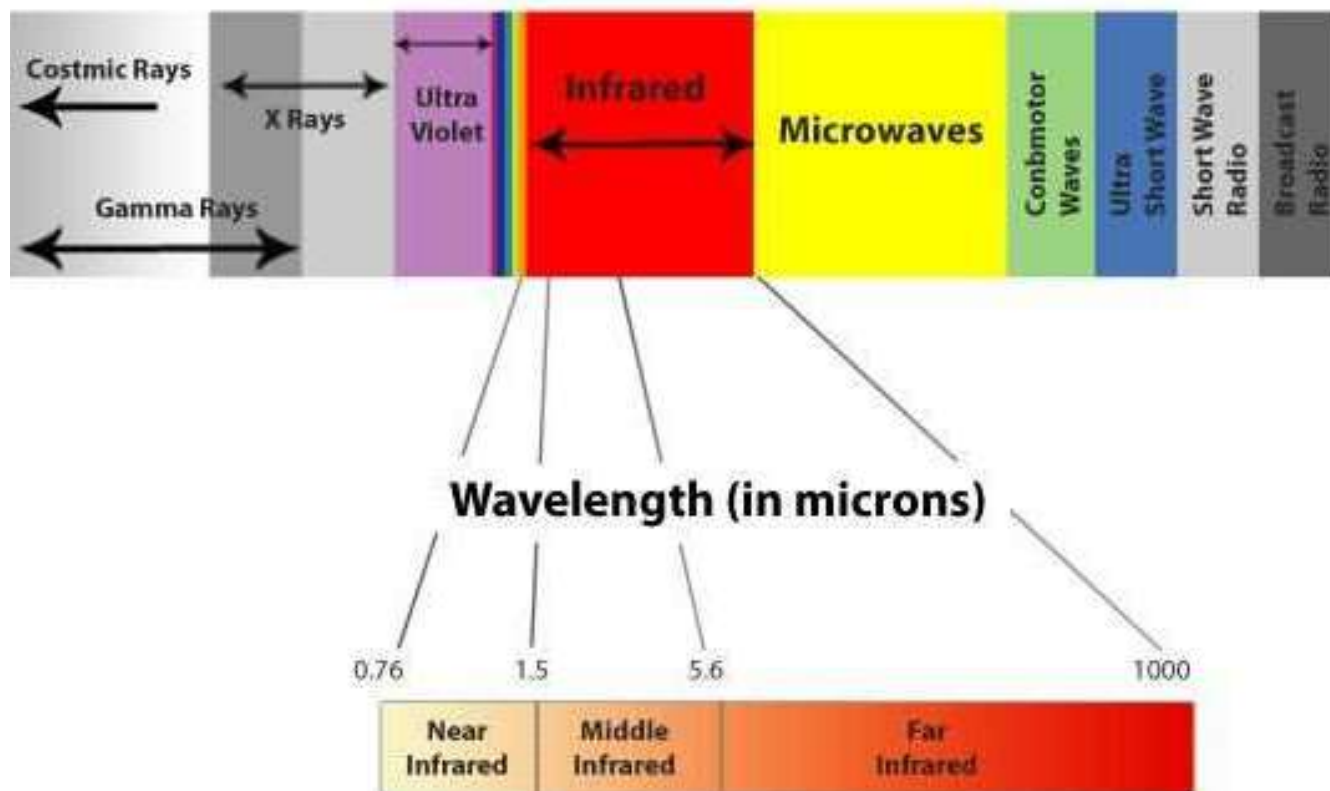 Costmic Rays
X Rays
Gamma Rays
Ultra
Violet
Infrared
Microwaves
Conbmotor
Waves
Ultra
Short Wave
Short Wave
Radio
Broadcast
Radio
Wavelength (in microns)
0.76
1.5
5.6
1000
Near
Infrared
Middle
Infrared
Far
Infrared